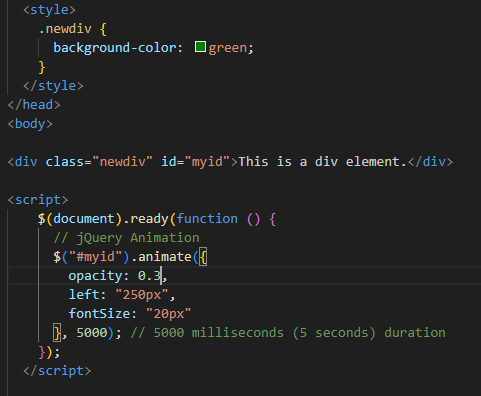 <style>
.newdiv {
background-color: green;
}
</style>
</head>
<body>
<div class="newdiv" id="myid">This is a div element.</div>
<script>
$(document).ready(function () {
// jQuery Animation
$("#myid").animate({
opacity: 0.3,
left: "250px",
fontSize: "20px"
}, 5000); // 5000 milliseconds (5 seconds) duration
});
</script>